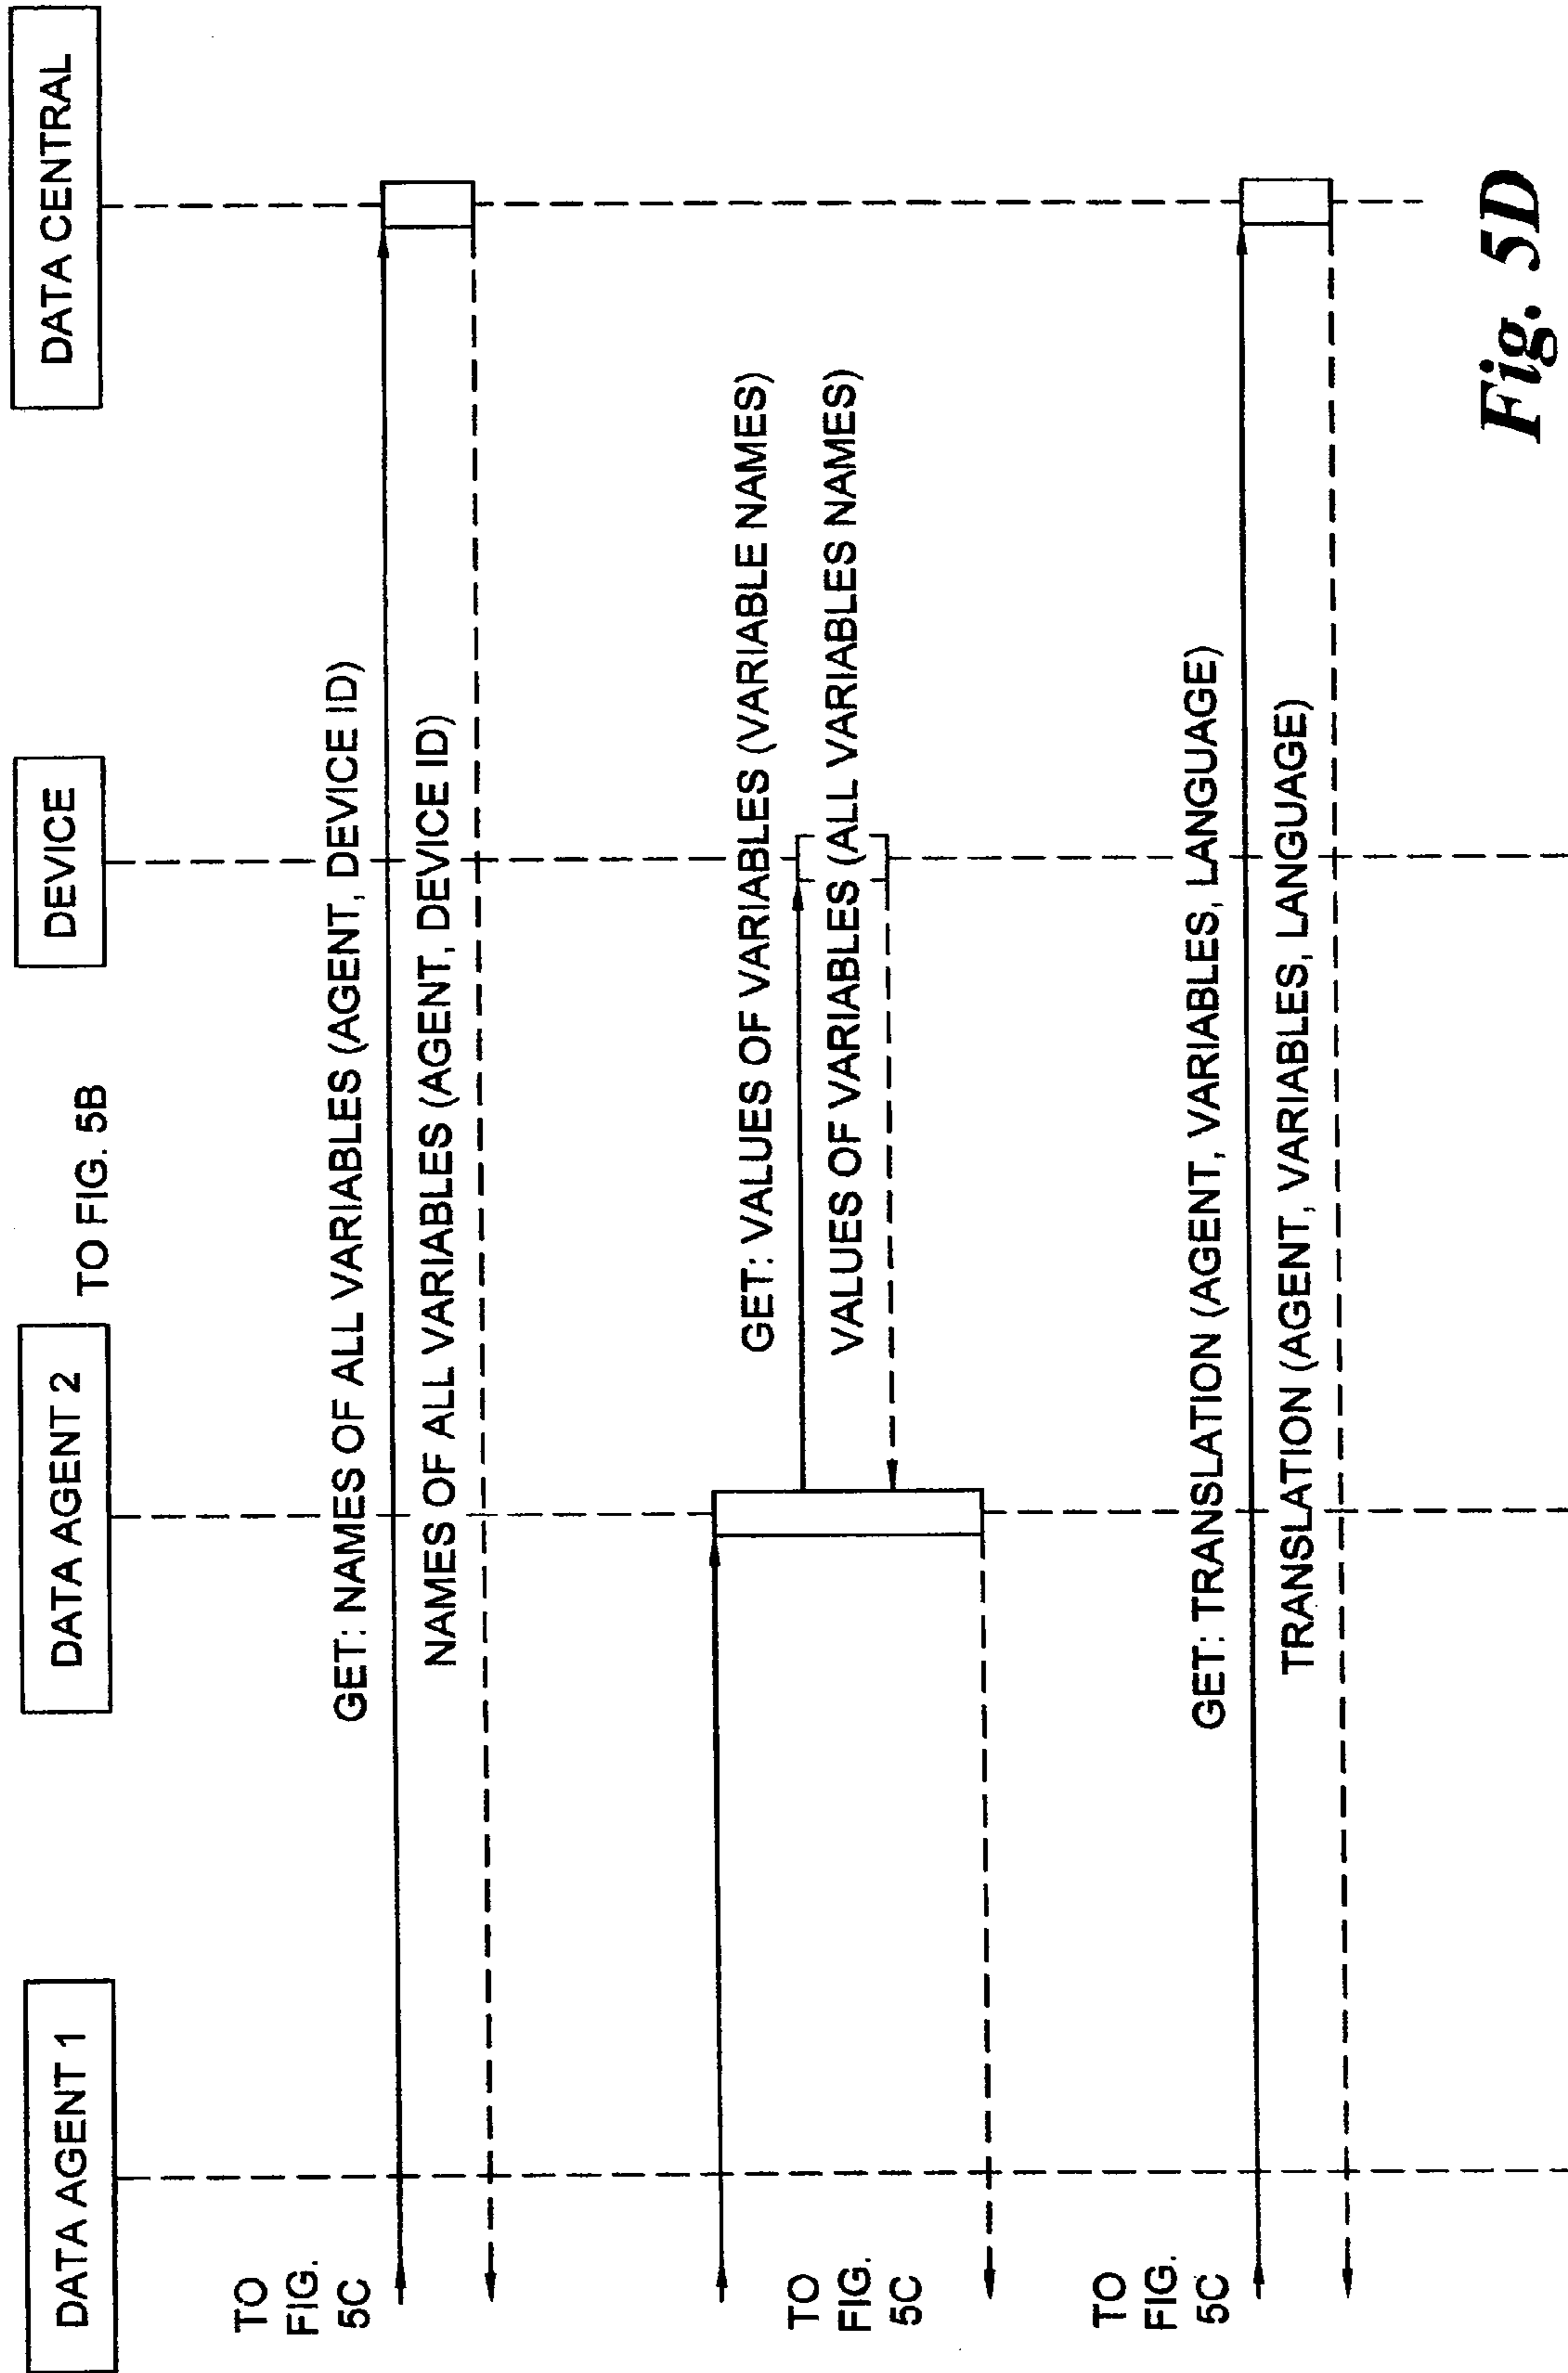 DATA AGENT 1
DATA AGENT 2
TO FIG. 5B
DEVICE
DATA CENTRAL
TO
FIG.
5C
GET: NAMES OF ALL VARIABLES (AGENT, DEVICE ID)
NAMES OF ALL VARIABLES (AGENT, DEVICE ID)
TO
FIG.
5C
GET: VALUES OF VARIABLES (VARIABLE NAMES)
VALUES OF VARIABLES (ALL VARIABLES NAMES)
TO
FIG.
5C
GET: TRANSLATION (AGENT, VARIABLES, LANGUAGE)
TRANSLATION (AGENT, VARIABLES, LANGUAGE)
Fig. 5D